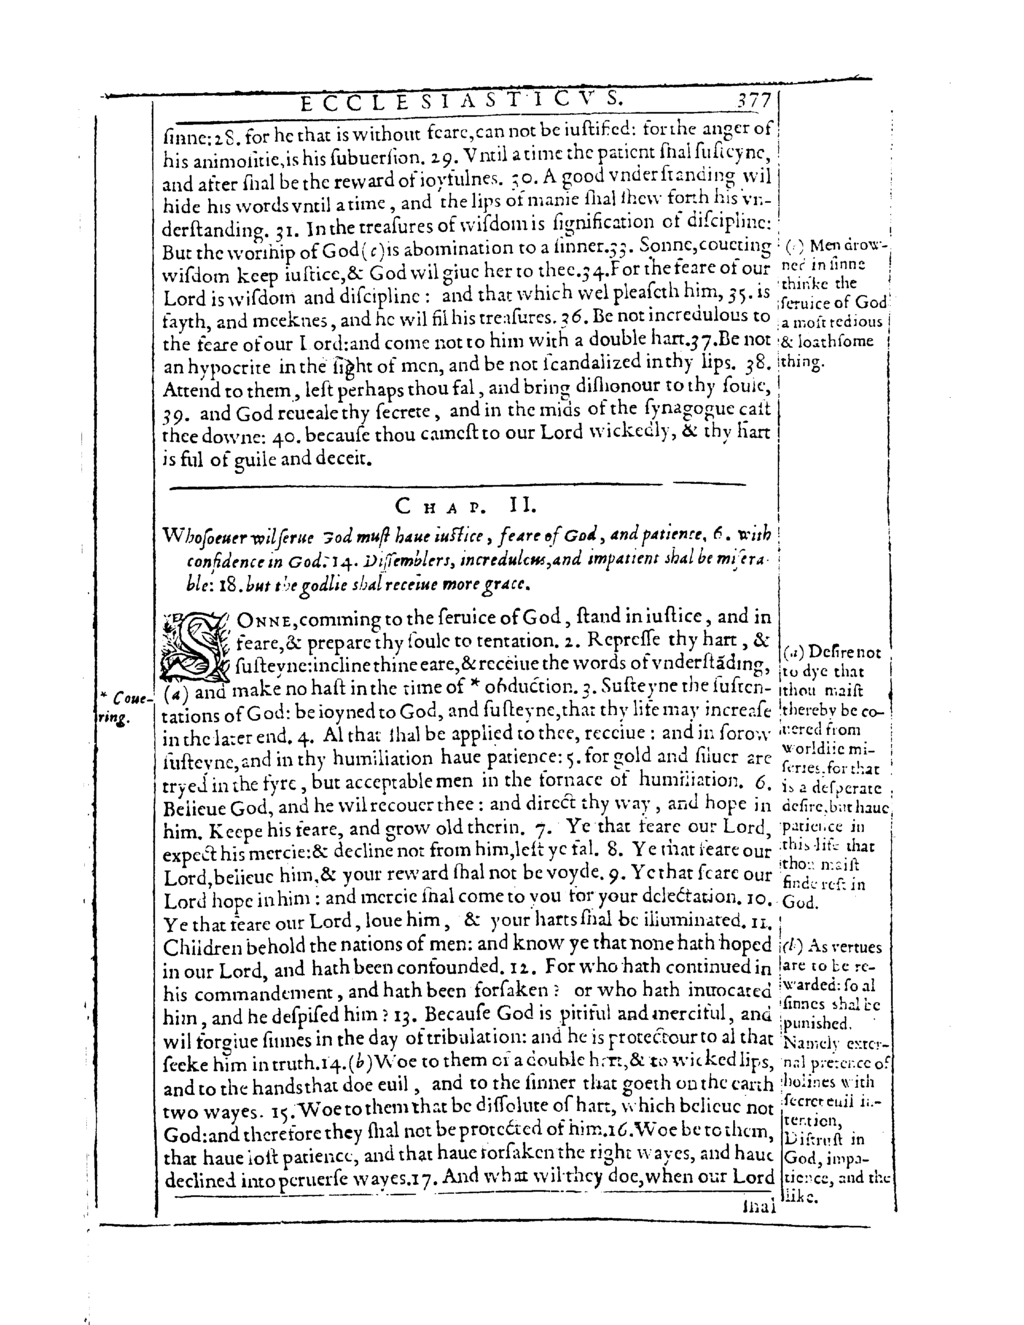 ECCLESIASTICVS. 377
ſinne: 28. for he that is without feare, can not be iuſtified: for the anger of
his animoſitie, is his ſubuerſion. 29. Vntil a time the patient ſhal ſuſteyne,
and after ſhal be the reward of ioyfulnes. 30. A good vnderſtanding wil
hide his words vntil a time, and the lips of manie ſhal ſhew forth his vn-
derſtanding. 31. In the treaſures of wiſdom is ſignification of diſcipline:
But the worſhip of God (c) is abomination to a ſinner. 33. Sonne, coueting
wiſdom keep iuſtice, & God wil giue her to thee. 34. For the feare of our
Lord is wiſdom and diſcipline: and that which wel pleaſeth him, 35. is
fayth, and meeknes, and he wil fil his treaſures. 36. Be not incredulous to
the feare of our Lord: and come not to him with a double hart. 37. Be not
an hypocrite in the ſight of men, and be not ſcandalized in thy lips. 38.
Attend to them, leſt perhaps thou fal, and bring diſhonour to thy ſoule,
39. and God reueale thy ſecrete, and in the mids of the ſynagogue caſt
thee downe: 40. becauſe thou cameſt to our Lord wickedly, & thy hart
is ful of guile and deceit.
(c) Men drow-
ned in ſinne
thinke the
ſeruice of God
a moſt tedious
& loathſome
thing.
CHAP. II.
Whoſoeuer wil ſerue God muſt haue iuſtice, feare of God, and patience, 6. with
confidence in God: 14. Diſſemblers, incredulous, and impatient shal be miſera-
ble: 18. but the godlie shal receiue more grace.
SONNE, comming to the ſeruice of God, ſtand in iuſtice, and in
feare, & prepare thy ſoule to tentation. 2. Repreſſe thy hart, &
ſuſteyne: incline thine eare, & receiue the words of vnderſtãding,
(a) and make no haſt in the time of * obduction. 3. Suſteyne the ſuſten-
tations of God: be ioyned to God, and ſuſteyne, that thy life may increaſe
in the later end. 4. Al that ſhal be applied to thee, receiue: and in ſorow
ſuſteyne, and in thy humiliation haue patience: 5. for gold and ſiluer are
tryed in the fyre, but acceptable men in the fornace of humiliation. 6.
Belieue God, and he wil recouer thee: and direct thy way, and hope in
him. Keepe his feare, and grow old therin. 7. Ye that feare our Lord,
expect his mercie: & decline not from him, leſt ye fal. 8. Ye that feare our
Lord, belieue him, & your reward ſhal not be voyde. 9. Ye that feare our
Lord hope in him: and mercie ſhal come to you for your delectation. 10.
Ye that feare our Lord, loue him, & your harts ſhal be illuminated. 11.
Children behold the nations of men: and know ye that none hath hoped
in our Lord, and hath been confounded. 12. For who hath continued in
his commandement, and hath been forſaken? or who hath inuocated
him, and he deſpiſed him? 13. Becauſe God is pitiful and merciful, and
wil forgiue ſinnes in the day of tribulation: and he is protectour to al that
ſeeke him in truth. 14. (b) Woe to them of a double hart, & to wicked lips,
and to the hands that doe euil, and to the ſinner that goeth on the earth
two wayes. 15. Woe to them that be diſſolute of hart, which belieue not
God: and therefore they ſhal not be protected of him. 16. Woe be to them,
that haue loſt patience, and that haue forſaken the right wayes, and haue
declined into peruerſe wayes. 17. And what wil they doe, when our Lord
ſhal
* Coue-
ring.
(a) Deſire not
to dye that
thou maiſt
thereby be co-
uered from
worldlie mi-
ſeries, for that
is a deſperate
deſire, but haue
patience in
this life that
thou maiſt
finde reſt in
God.
(b) As vertues
are to be re-
warded: ſo al
ſinnes shal be
punished.
Namely exter-
nal pretence of
holines with
ſecret euil in-
tention,
Diſtruſt in
God, impa-
tience, and the
like.